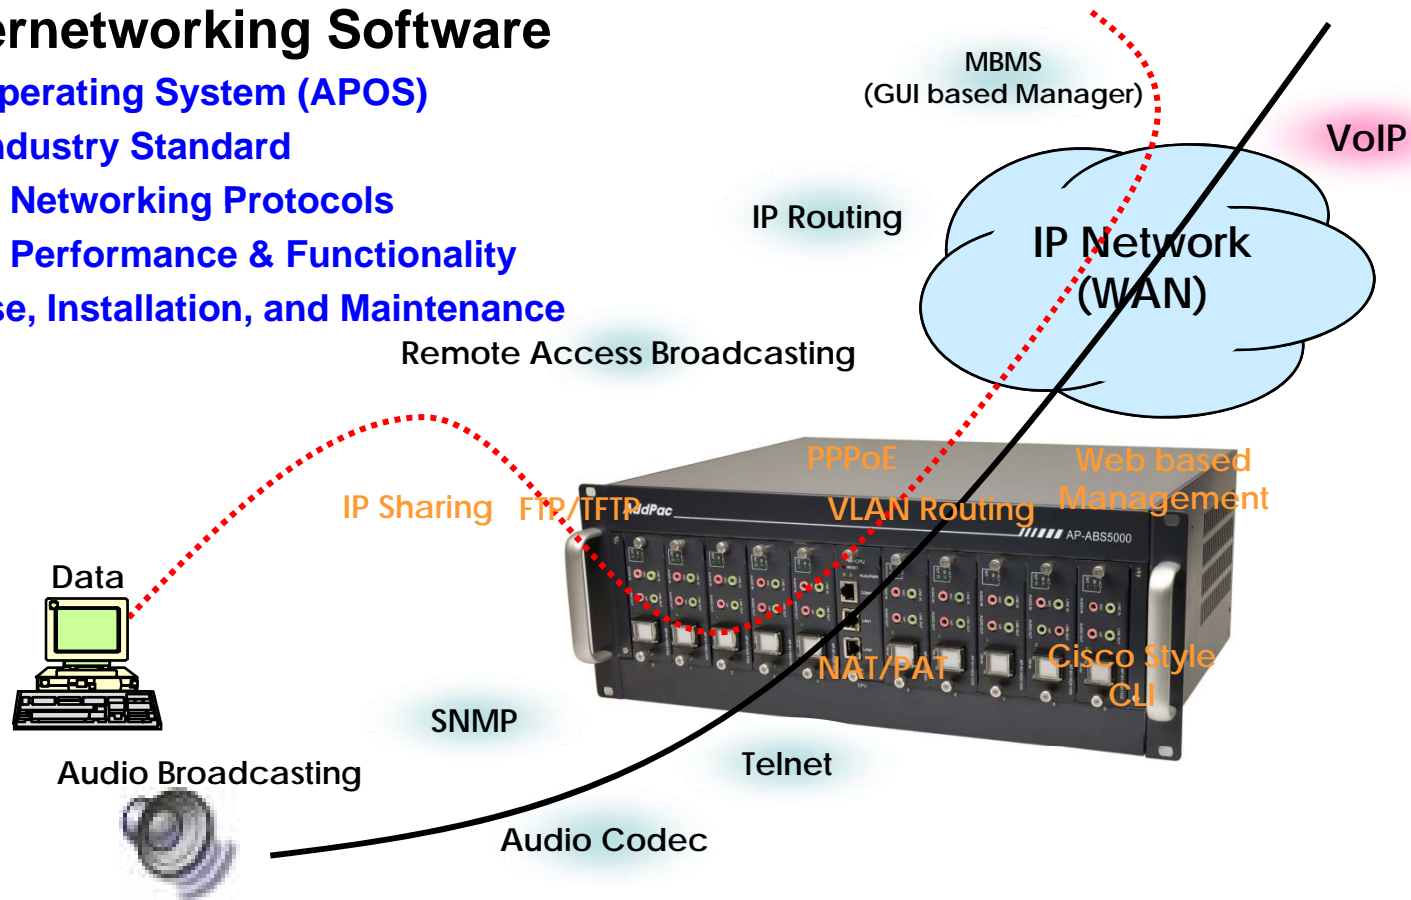 ernetworking Software
perating System (APOS)
ndustry Standard
Networking Protocols
Performance & Functionality
se, Installation, and Maintenance
MBMS
(GUI based Manager)
VoIP
IP Routing
IP Network
(WAN)
Remote Access Broadcasting
PPPoE
Web based
Management
IP Sharing
FTP/TFTP
AddPac
VLAN Routing
AP-ABS5000
Data
NAT/PAT
Cisco Style
CLI
SNMP
Telnet
Audio Broadcasting
Audio Codec